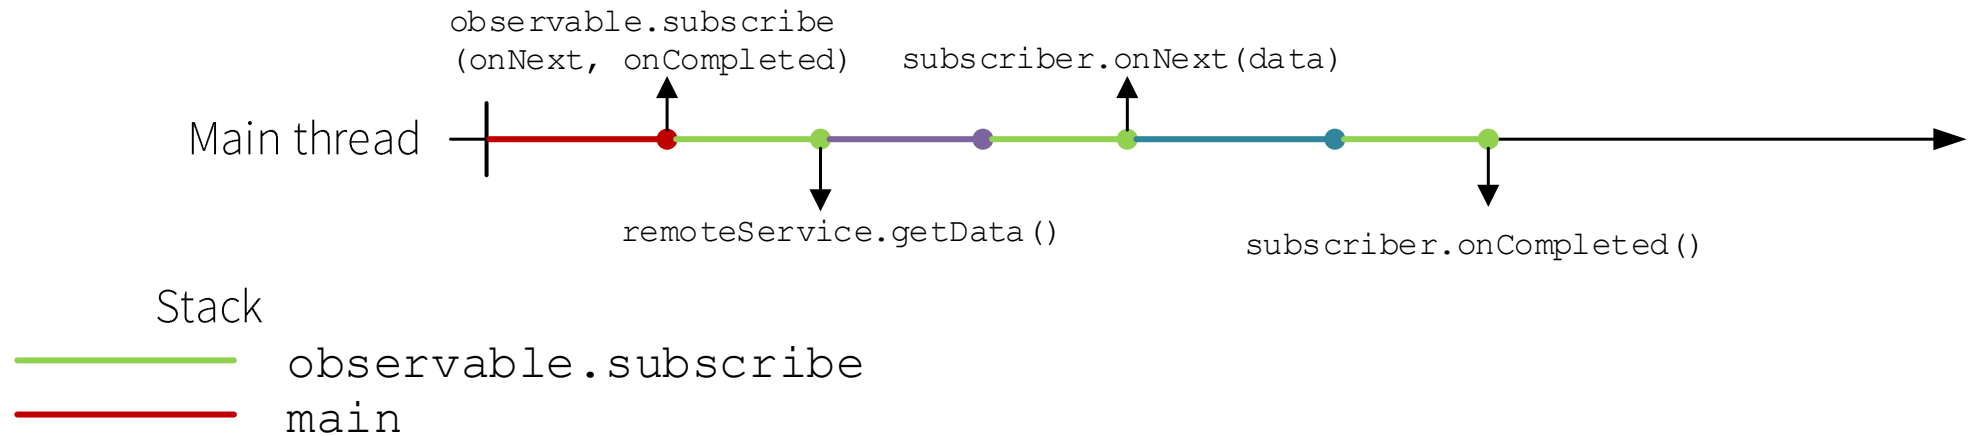 observable.subscribe
(onNext, onCompleted)
subscriber.onNext(data)
Main thread
remoteService.getData()
subscriber.onCompleted()
Stack
observable.subscribe
main